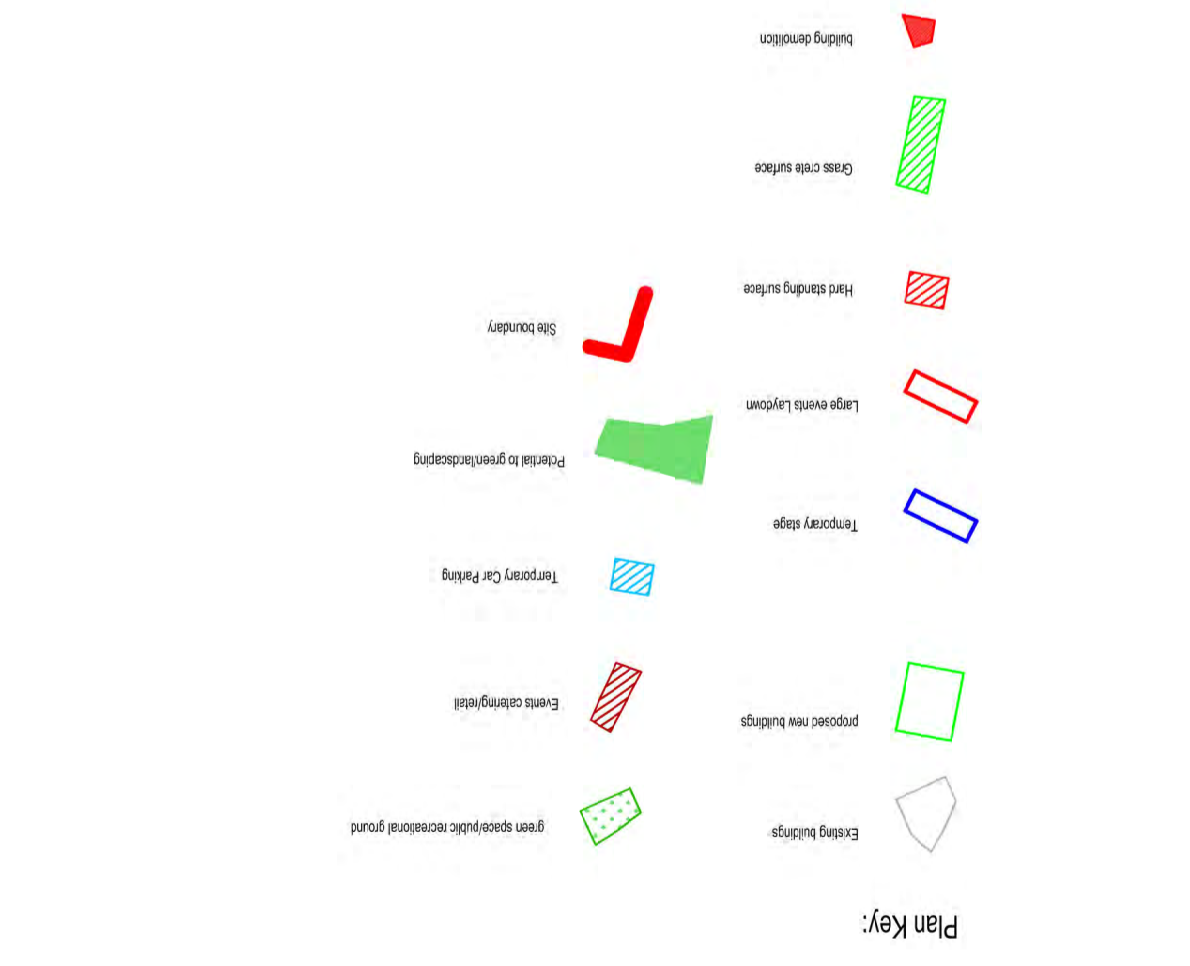 Plan Key:
Existing buildings
proposed new buildings
Temporary stage
Large events Laydown
Hard standing surface
Grass crete surface
building demolition
green space/public recreational ground
Events catering/retail
Temporary Car Parking
Potential to green/landscaping
Site boundary